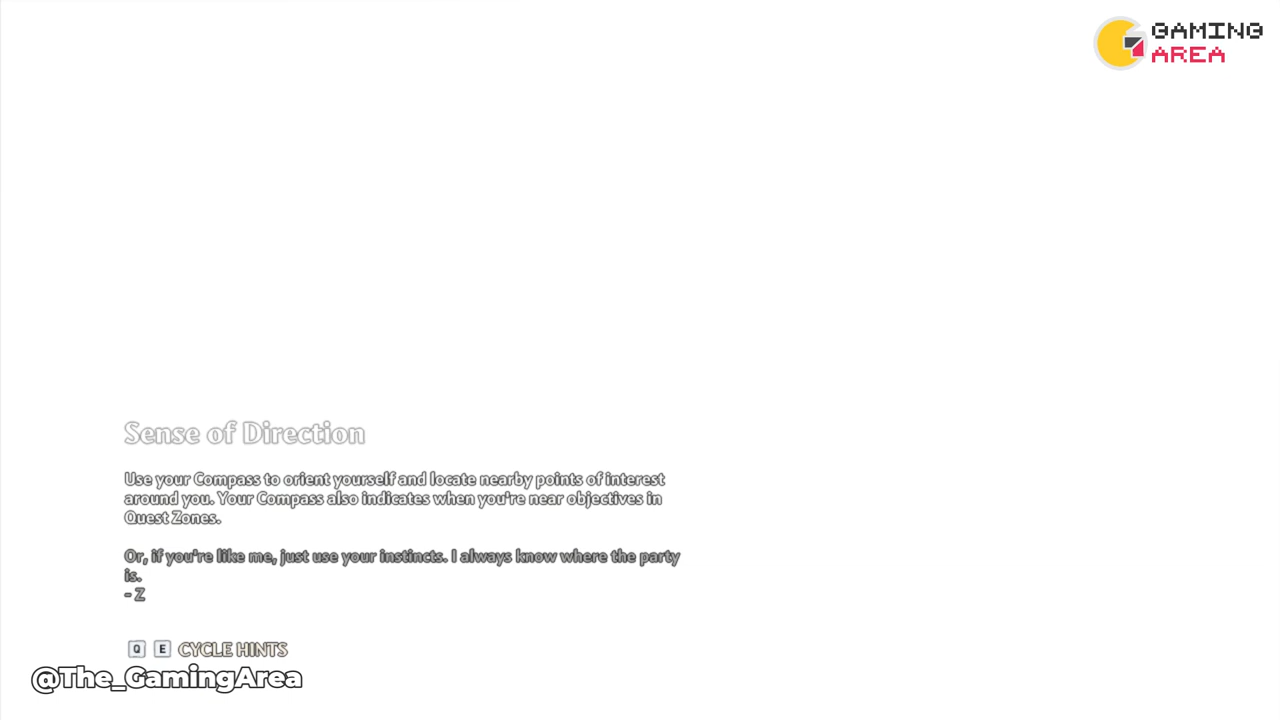 GAMING
AREA
Sense of Direction
Use your Compass to orient yourself and locate nearby points of interest
around you. Your Compass also indicates when you're near objectives in
Quest Zones.
Or, if you're like me, just use your instincts. I always know where the party
is.
- Z
Q E CYCLE HINTS
@The_GamingArea